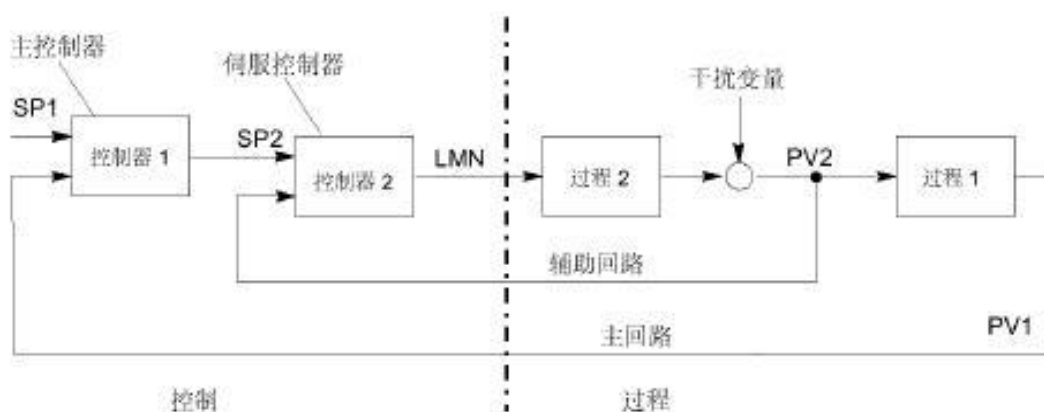 主控制器
伺服控制器
干扰变量
SP1
SP2
LMN
PV2
控制器 1
控制器 2
过程 2
过程 1
辅助回路
主回路
PV1
控制
过程